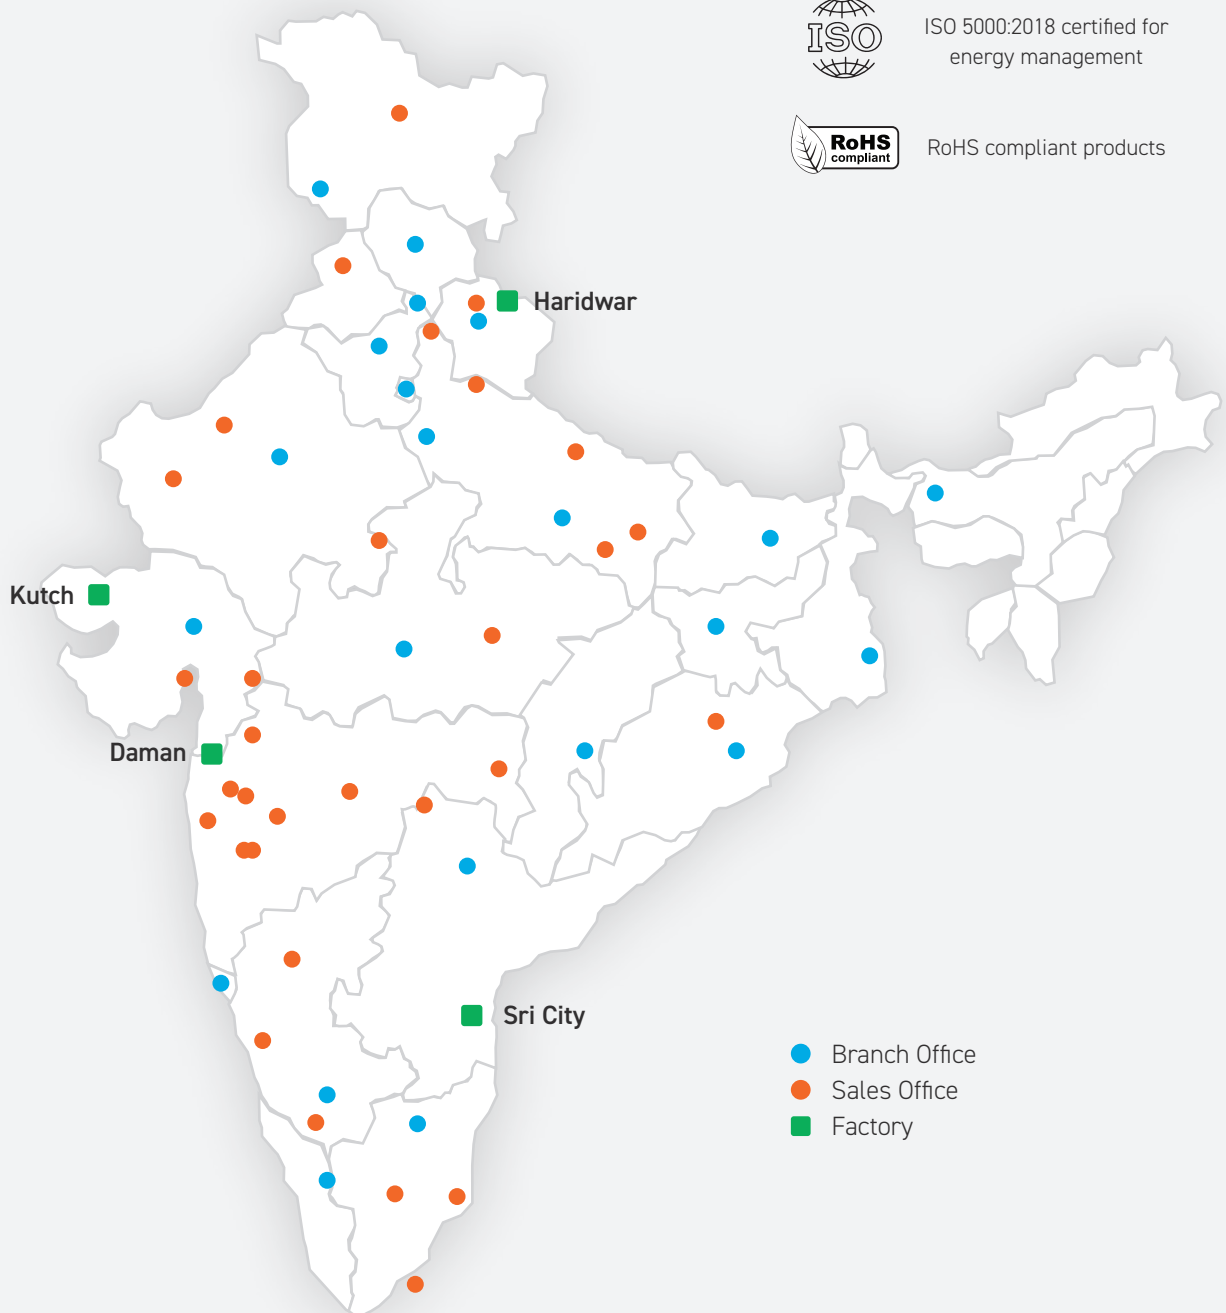 ISO
ISO 5000:2018 certified for
energy management
RoHS
compliant
RoHS compliant products
Haridwar
Kutch
Daman
Sri City
Branch Office
Sales Office
Factory